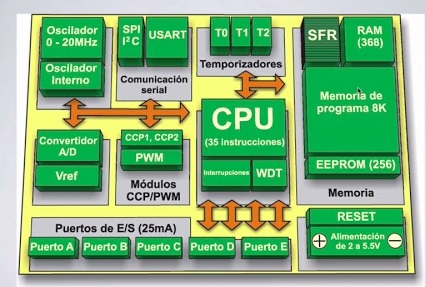 Oscilador
0 - 20MHz
Oscilador
Interno
SPI
I²C
USART
Comunicación
serial
T0 T1 T2
Temporizadores
SFR
RAM
(368)
Memoria de
programa 8K
EEPROM (256)
Memoria
Convertidor
A/D
Vref
CCP1, CCP2
PWM
Módulos
CCP/PWM
CPU
(35 instrucciones)
Interrupciones
WDT
Puertos de E/S (25mA)
Puerto A Puerto B Puerto C Puerto D Puerto E
RESET
+ Alimentación –
de 2 a 5.5V